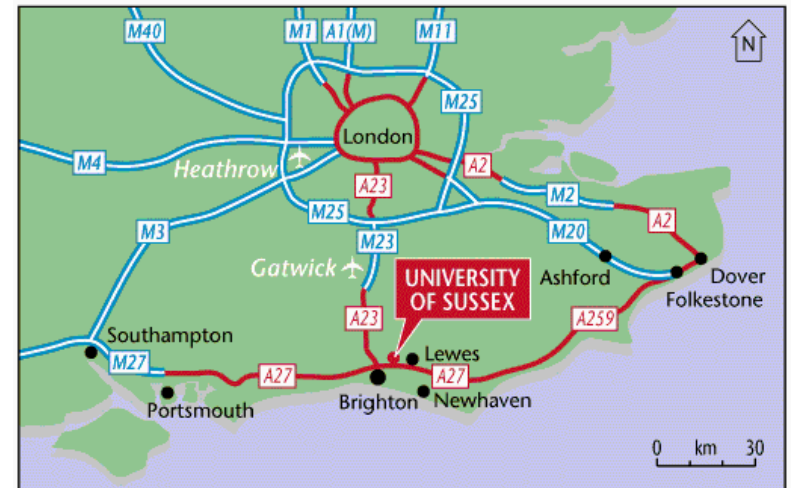 M40
M1
A1(M)
M11
N
M25
London
M4
Heathrow
A2
A23
M2
M25
A2
M3
M23
M20
Gatwick
UNIVERSITY
OF SUSSEX
Ashford
Dover
Folkestone
A23
A259
Southampton
M27
Lewes
A27
A27
Portsmouth
Brighton
Newhaven
0 km 30